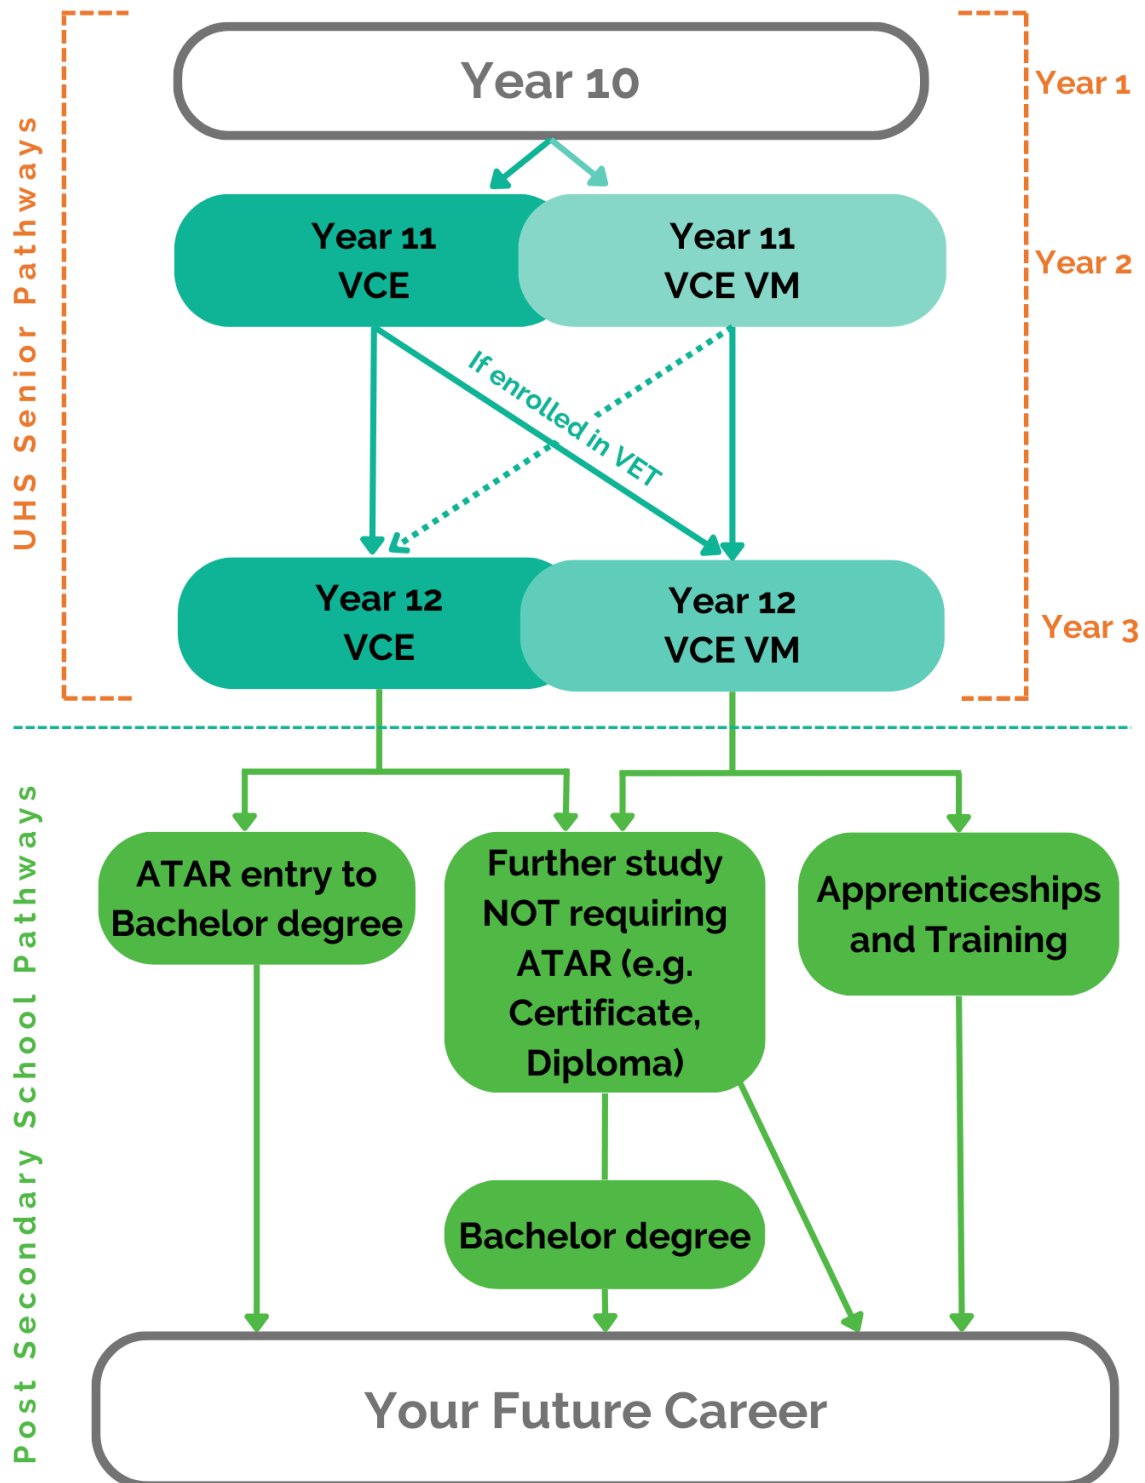 Year 10
Year 1
UHS Senior Pathways
Year 11
VCE
Year 11
VCE VM
Year 2
If enrolled in VET
Year 12
VCE
Year 12
VCE VM
Year 3
Post Secondary School Pathways
ATAR entry to
Bachelor degree
Further study
NOT requiring
ATAR (e.g.
Certificate,
Diploma)
Apprenticeships
and Training
Bachelor degree
Your Future Career